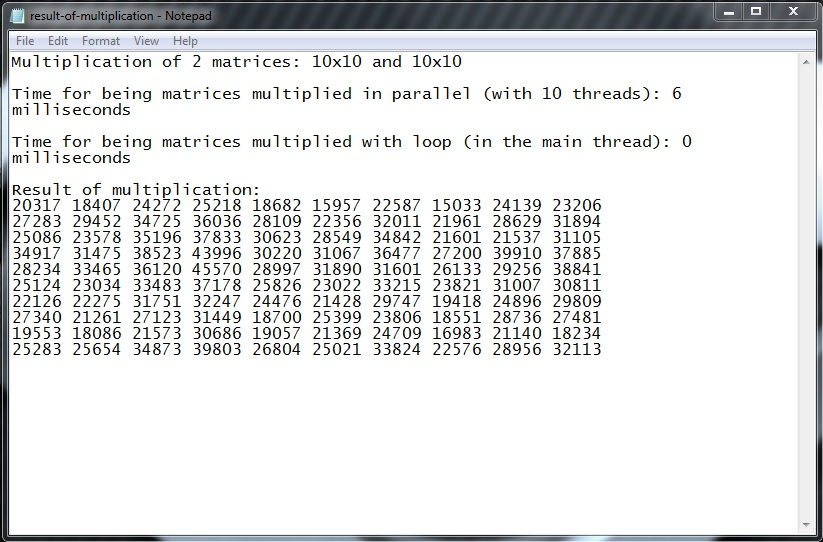 result-of-multiplication - Notepad
File Edit Format View Help
Multiplication of 2 matrices: 10x10 and 10x10
Time for being matrices multiplied in parallel (with 10 threads): 6
milliseconds
Time for being matrices multiplied with loop (in the main thread): 0
milliseconds
Result of multiplication:
20317 18407 24272 25218 18682 15957 22587 15033 24139 23206
27283 29452 34725 36036 28109 22356 32011 21961 28629 31894
25086 23578 35196 37833 30623 28549 34842 21601 21537 31105
34917 31475 38523 43996 30220 31067 36477 27200 39910 37885
28234 33465 36120 45570 28997 31890 31601 26133 29256 38841
25124 23034 33483 37178 25826 23022 33215 23821 31007 30811
22126 22275 31751 32247 24476 21428 29747 19418 24896 29809
27340 21261 27123 31449 18700 25399 23806 18551 28736 27481
19553 18086 21573 30686 19057 21369 24709 16983 21140 18234
25283 25654 34873 39803 26804 25021 33824 22576 28956 32113